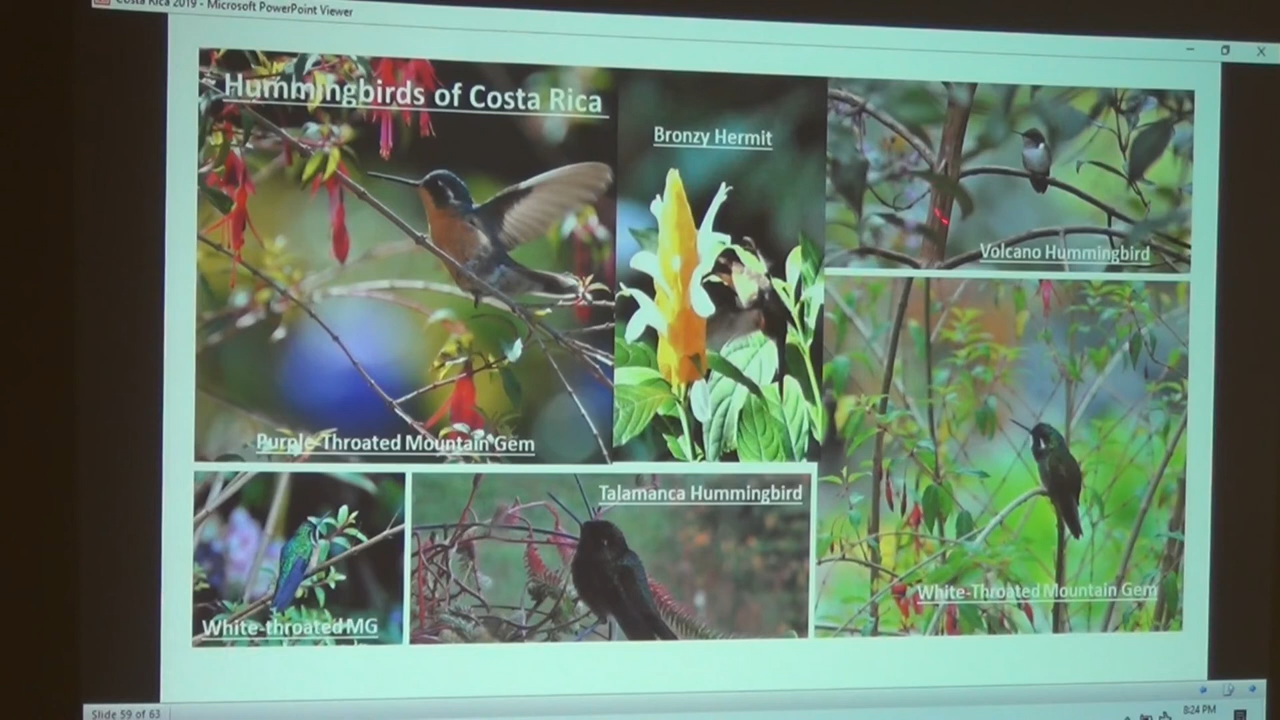 Costa Rica 2019 - Microsoft PowerPoint Viewer
Hummingbirds of Costa Rica
Bronzy Hermit
Volcano Hummingbird
Purple-Throated Mountain Gem
Talamanca Hummingbird
White-Throated Mountain Gem
White-throated MG
Slide 59 of 63
8:24 PM